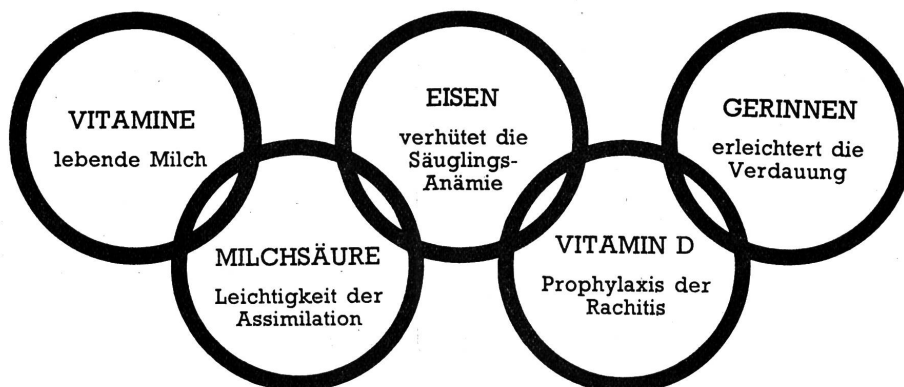 VITAMINE
lebende Milch
MILCHSÄURE
Leichtigkeit der
Assimilation
EISEN
verhütet die
Säuglings-
Anämie
VITAMIN D
Prophylaxis der
Rachitis
GERINNEN
erleichtert die
Verdauung